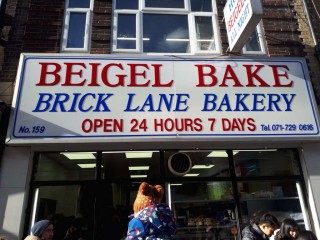 BEIGEL BAKE
BRICK LANE BAKERY
No. 159
OPEN 24 HOURS 7 DAYS
Tel. 071-729 0616